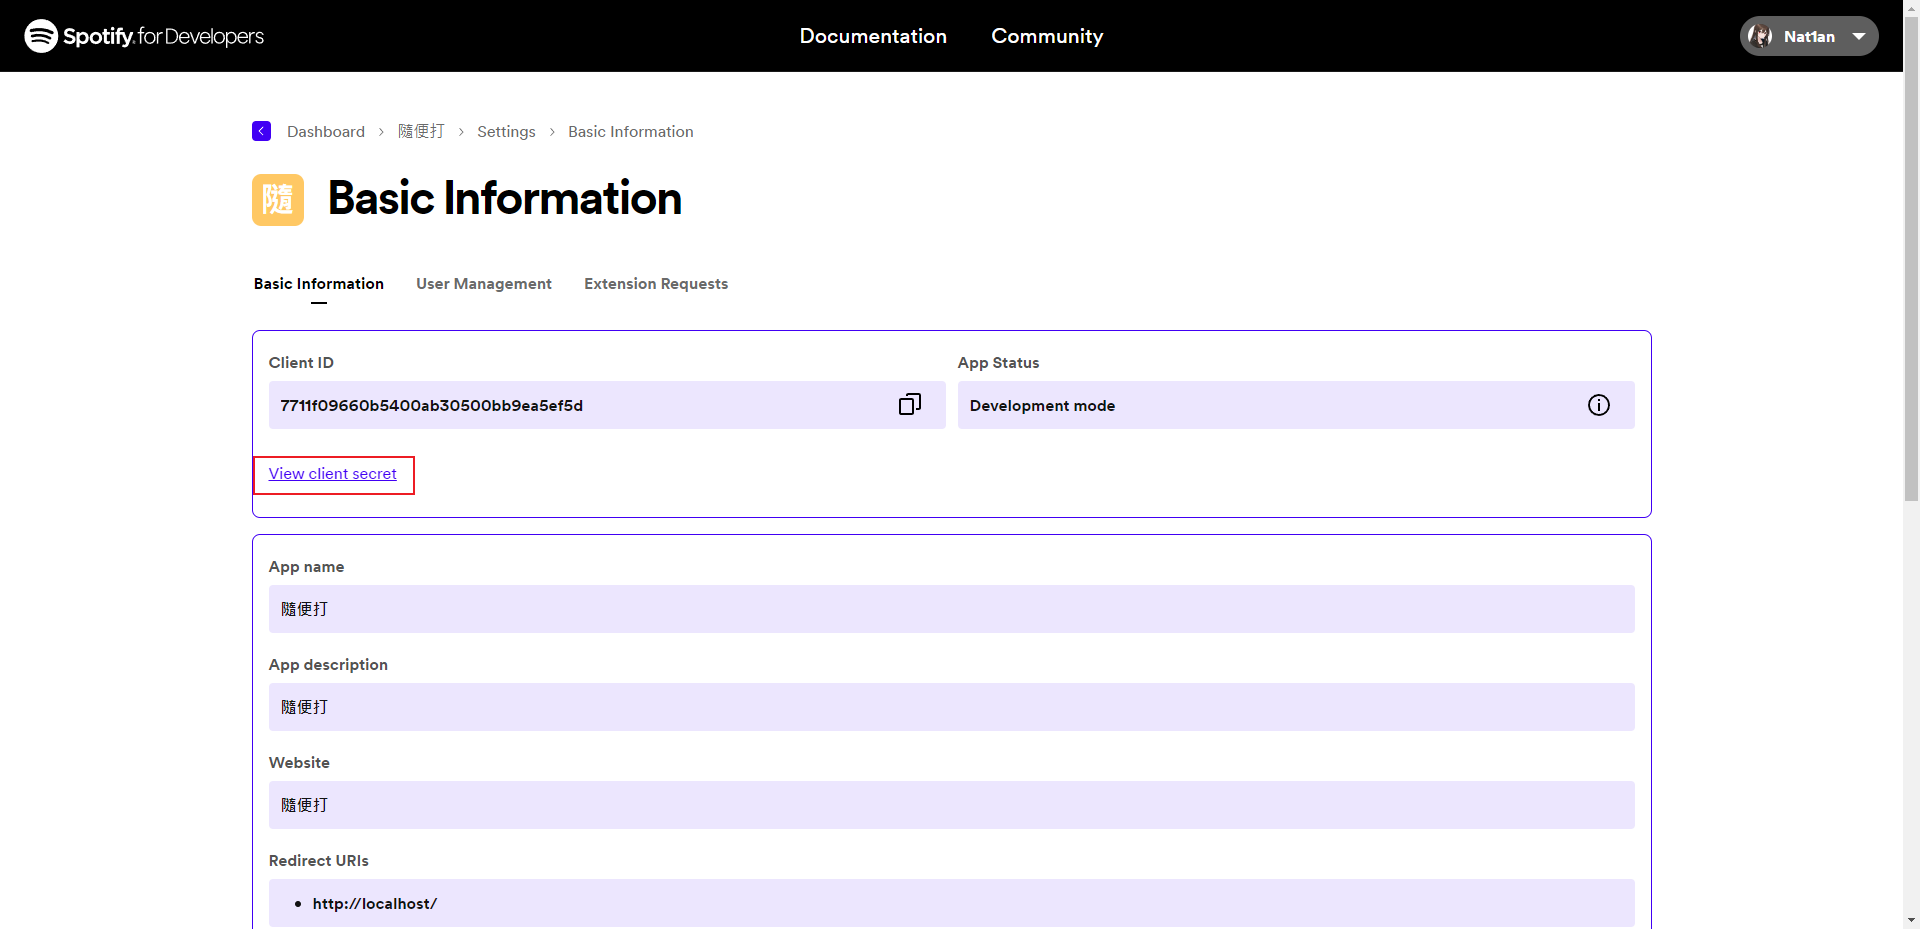 Spotify for Developers
Documentation
Community
Nat1an
Dashboard > 隨便打 > Settings > Basic Information
隨 Basic Information
Basic Information
User Management
Extension Requests
Client ID
App Status
7711f09660b5400ab30500bb9ea5ef5d
Development mode
View client secret
App name
隨便打
App description
隨便打
Website
隨便打
Redirect URIs
• http://localhost/